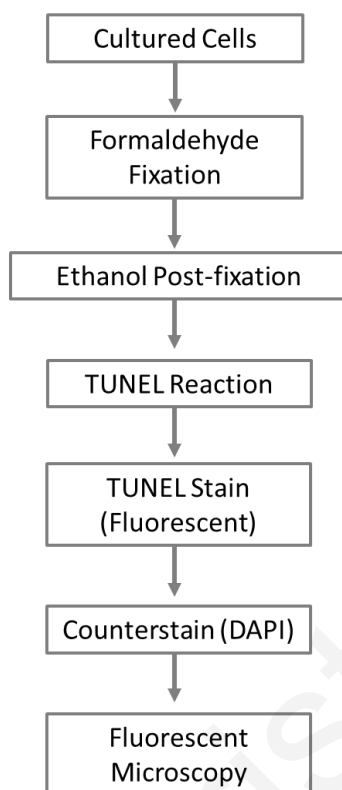 Cultured Cells
Formaldehyde
Fixation
Ethanol Post-fixation
TUNEL Reaction
TUNEL Stain
(Fluorescent)
Counterstain (DAPI)
Fluorescent
Microscopy